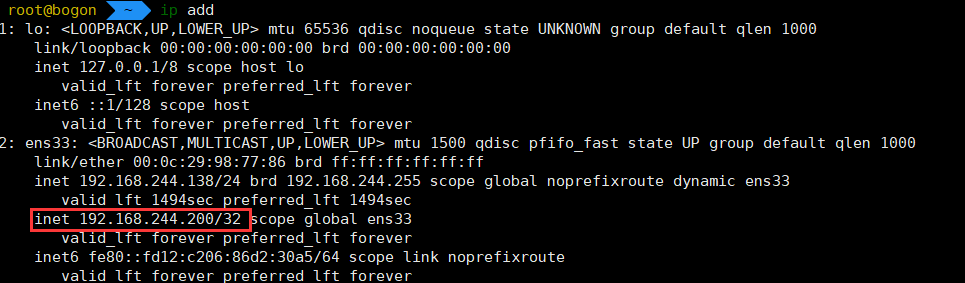 root@bogon ~ ip add
1: lo: <LOOPBACK,UP,LOWER_UP> mtu 65536 qdisc noqueue state UNKNOWN group default qlen 1000
link/loopback 00:00:00:00:00:00 brd 00:00:00:00:00:00
inet 127.0.0.1/8 scope host lo
valid_lft forever preferred_lft forever
inet6 ::1/128 scope host
valid_lft forever preferred_lft forever
2: ens33: <BROADCAST,MULTICAST,UP,LOWER_UP> mtu 1500 qdisc pfifo_fast state UP group default qlen 1000
link/ether 00:0c:29:98:77:86 brd ff:ff:ff:ff:ff:ff
inet 192.168.244.138/24 brd 192.168.244.255 scope global noprefixroute dynamic ens33
valid_lft 1494sec preferred_lft 1494sec
inet 192.168.244.200/32 scope global ens33
valid_lft forever preferred_lft forever
inet6 fe80::fd12:c206:86d2:30a5/64 scope link noprefixroute
valid_lft forever preferred_lft forever